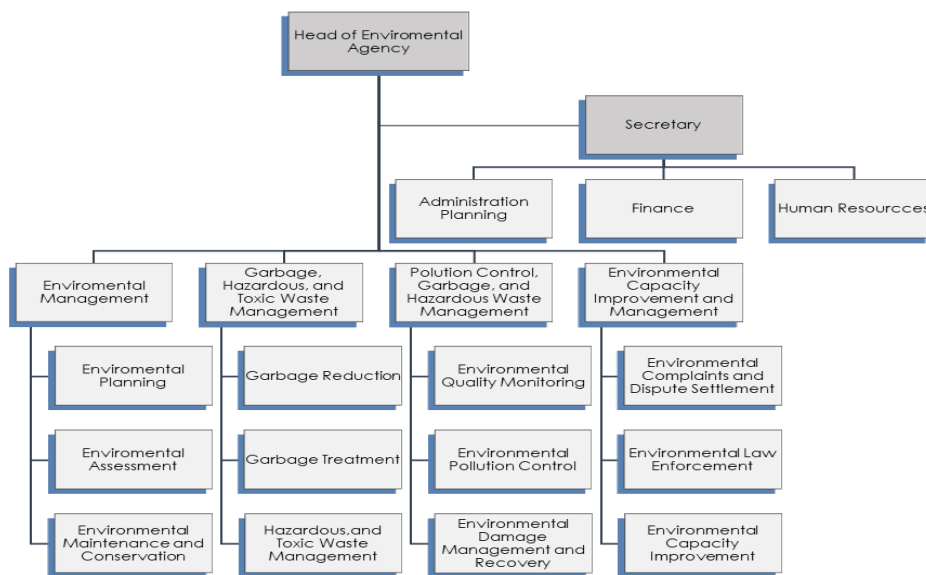 Head of Enviromental
Agency
Secretary
Administration
Planning
Finance
Human Resourcces
Enviromental
Management
Garbage,
Hazardous, and
Toxic Waste
Management
Polution Control,
Garbage, and
Hazardous Waste
Management
Environmental
Capacity
Improvement and
Management
Enviromental
Planning
Garbage Reduction
Environmental
Quality Monitoring
Environmental
Complaints and
Dispute Settlement
Enviromental
Assessment
Garbage Treatment
Environmental
Pollution Control
Environmental Law
Enforcement
Environmental
Maintenance and
Conservation
Hazardous,and
Toxic Waste
Management
Environmental
Damage
Management and
Recovery
Environmental
Capacity
Improvement